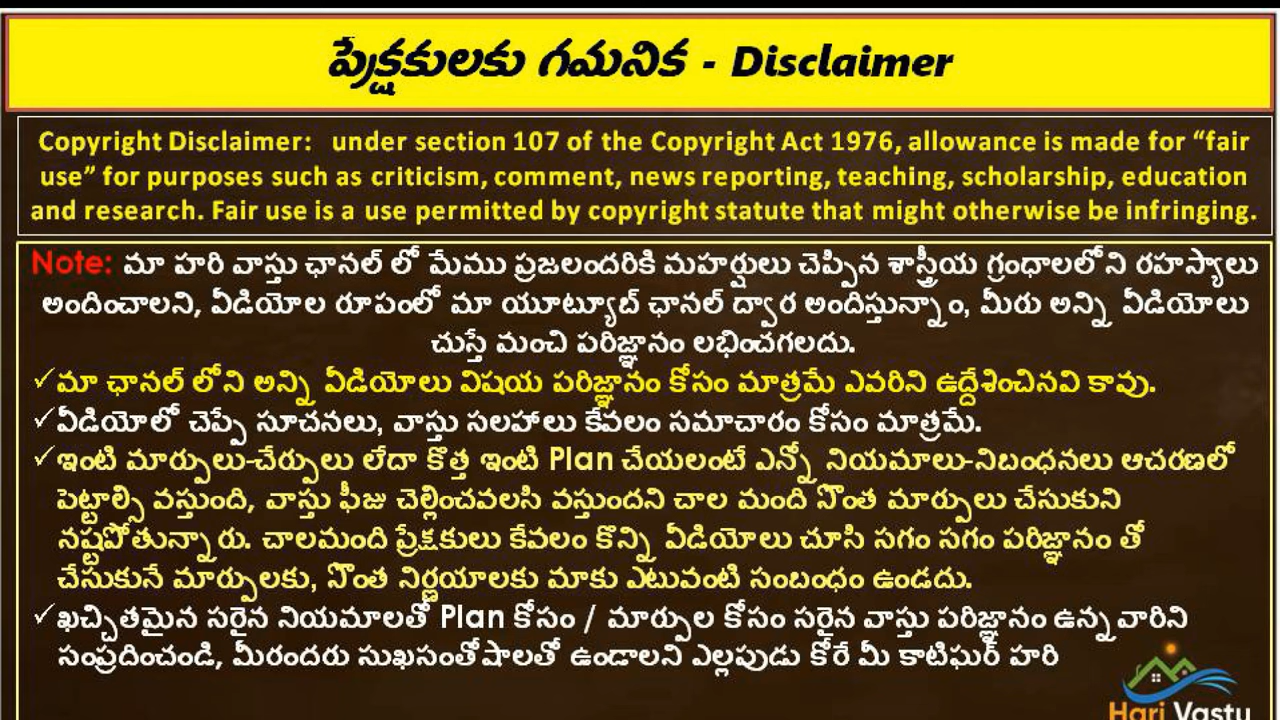 ప్రేక్షకులకు గమనిక - Disclaimer
Copyright Disclaimer: under section 107 of the Copyright Act 1976, allowance is made for “fair
use” for purposes such as criticism, comment, news reporting, teaching, scholarship, education
and research. Fair use is a use permitted by copyright statute that might otherwise be infringing.
Note: మా హరి వాస్తు ఛానల్ లో మేము ప్రజలందరికి మహర్షులు చెప్పిన శాస్త్రీయ గ్రంధాలలోని రహస్యాలు
అందించాలని, వీడియోల రూపంలో మా యూట్యూబ్ ఛానల్ ద్వార అందిస్తున్నాం, మీరు అన్ని వీడియోలు
చుస్తే మంచి పరిజ్ఞానం లభించగలదు.
✓మా ఛానల్ లోని అన్ని వీడియోలు విషయ పరిజ్ఞానం కోసం మాత్రమే ఎవరిని ఉద్దేశించినవి కావు.
✓వీడియోలో చెప్పే సూచనలు, వాస్తు సలహాలు కేవలం సమాచారం కోసం మాత్రమే.
✓ఇంటి మార్పులు-చేర్పులు లేదా కొత్త ఇంటి Plan చేయలంటే ఎన్నో నియమాలు-నిబంధనలు ఆచరణలో
పెట్టాల్సి వస్తుంది, వాస్తు ఫీజు చెల్లించవలసి వస్తుందని చాల మంది సొంత మార్పులు చేసుకుని
నష్టపోతున్నారు. చాలమంది ప్రేక్షకులు కేవలం కొన్ని వీడియోలు చూసి సగం సగం పరిజ్ఞానం తో
చేసుకునే మార్పులకు, సొంత నిర్ణయాలకు మాకు ఎటువంటి సంబంధం ఉండదు.
✓ఖచ్చితమైన సరైన నియమాలతో Plan కోసం / మార్పుల కోసం సరైన వాస్తు పరిజ్ఞానం ఉన్నవారిని
సంప్రదించండి, మీరందరు సుఖసంతోషాలతో ఉండాలని ఎల్లపుడు కోరే మీ కాటిఘర్ హరి
Hari Vastu